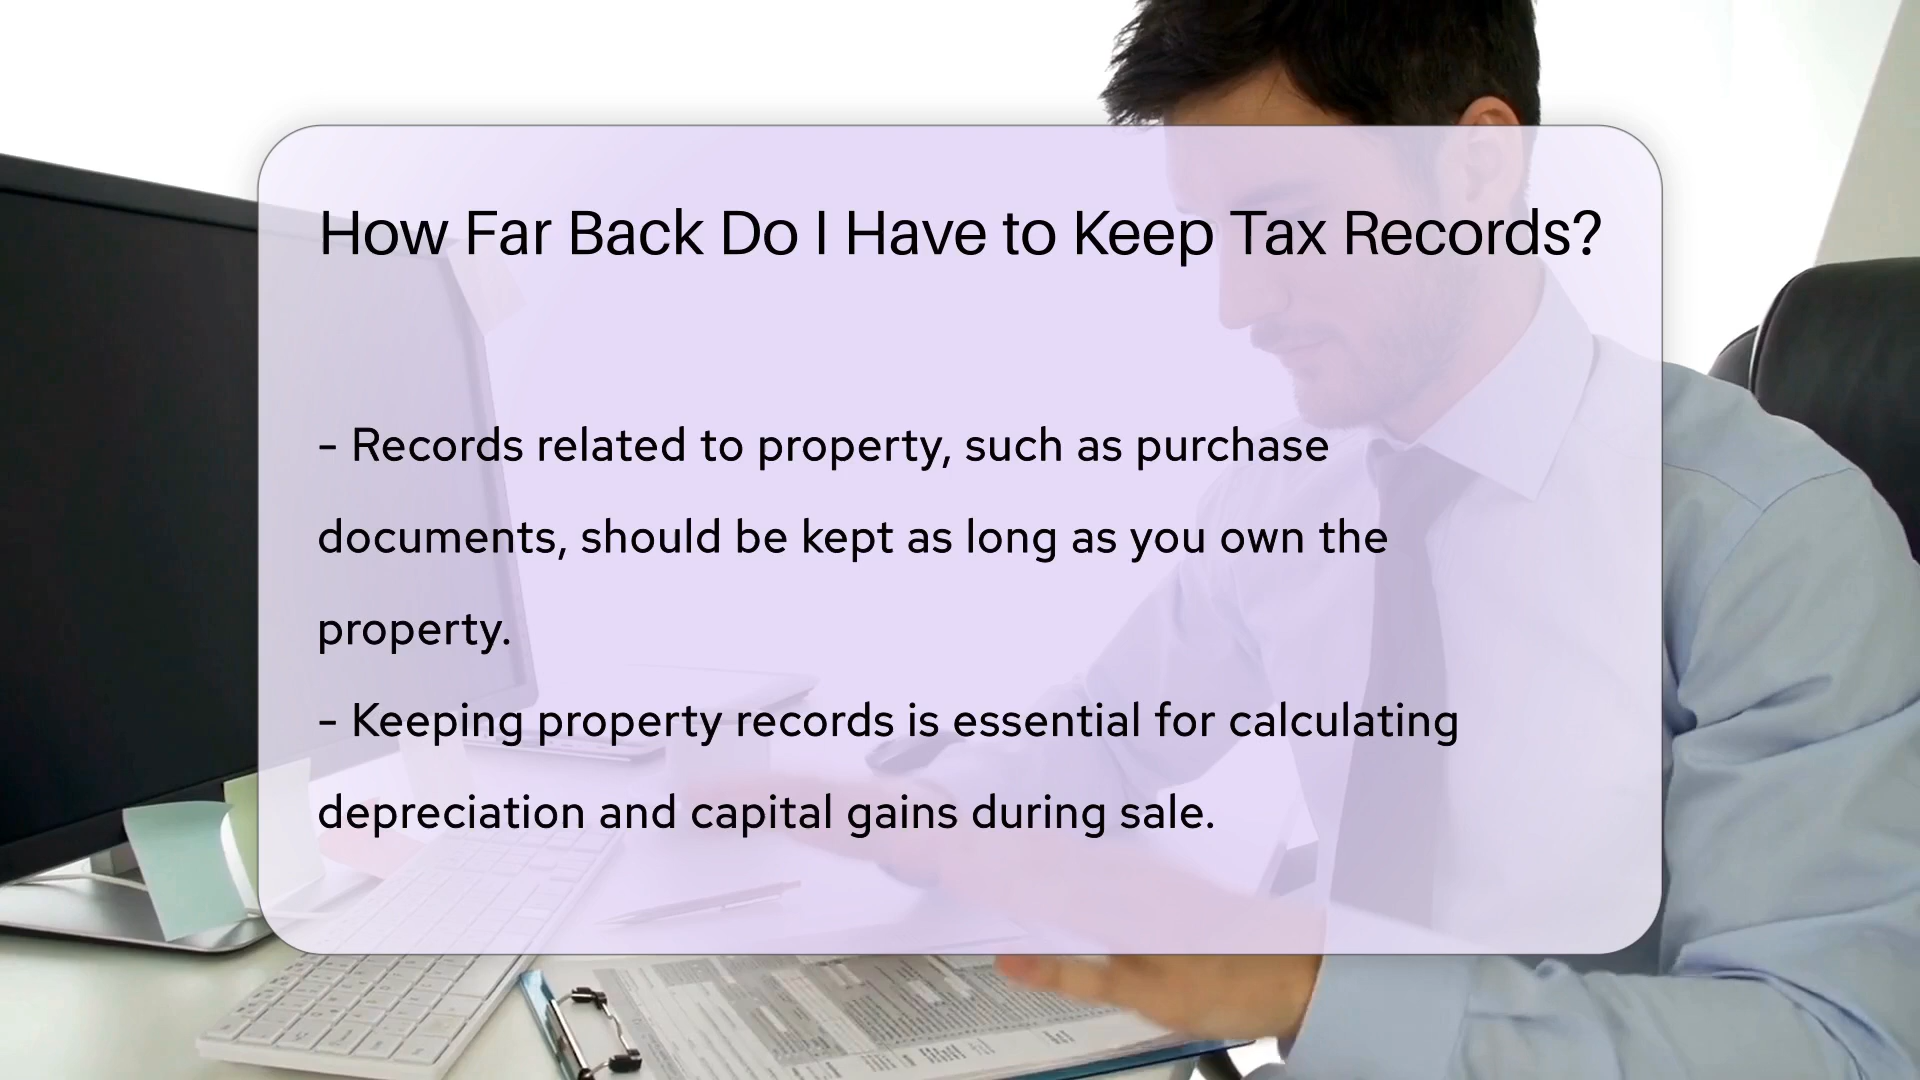 How Far Back Do I Have to Keep Tax Records?
- Records related to property, such as purchase
documents, should be kept as long as you own the
property.
- Keeping property records is essential for calculating
depreciation and capital gains during sale.